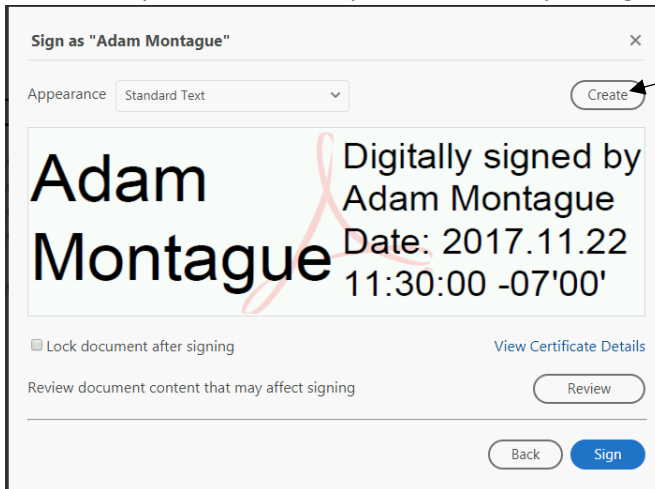 Sign as "Adam Montague"
Appearance Standard Text Create
Adam
Montague
Digitally signed by
Adam Montague
Date: 2017.11.22
11:30:00 -07'00'
Lock document after signing View Certificate Details
Review document content that may affect signing Review
Back Sign